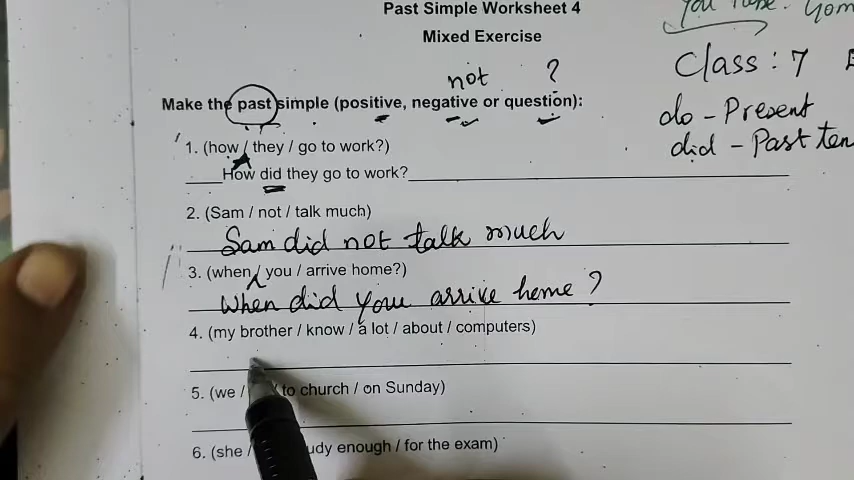 Past Simple Worksheet 4
Mixed Exercise
you
Class : 7
not ?
Make the past simple (positive, negative or question):
do - Present
did - Past ten
1. (how / they / go to work?)
How did they go to work?
2. (Sam / not / talk much)
Sam did not talk much
3. (when / you / arrive home?)
When did you arrive home ?
4. (my brother / know / a lot / about / computers)
5. (we / to church / on Sunday)
6. (she / enough / for the exam)